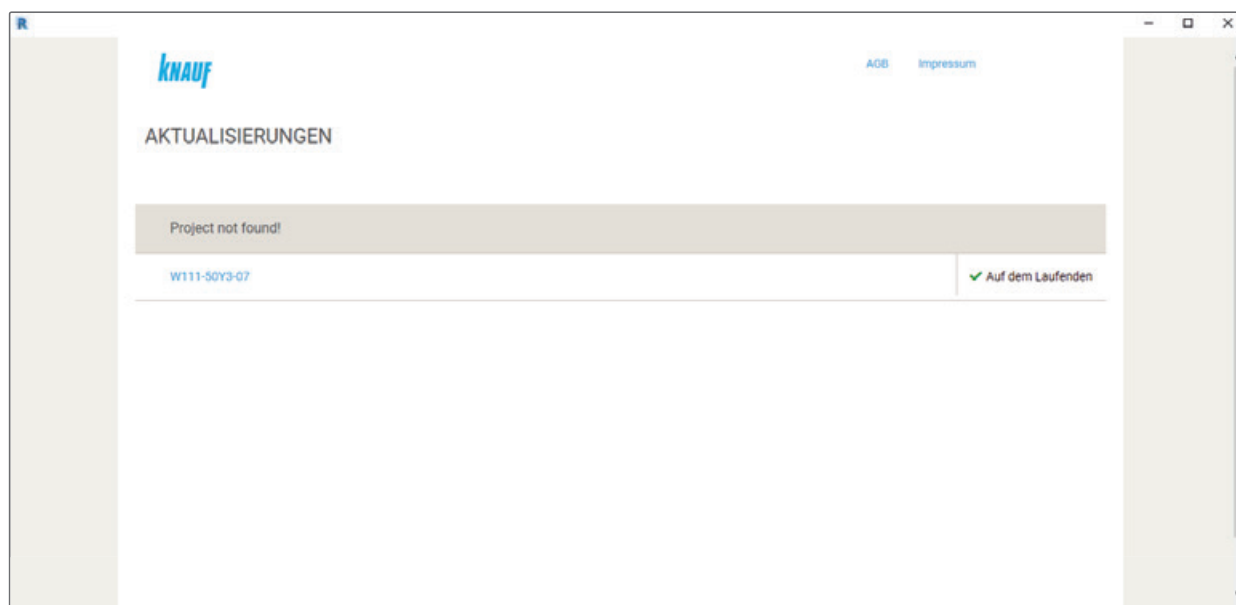 R
KNAUF
AGB Impressum
AKTUALISIERUNGEN
Project not found!
W111-50Y3-07 Auf dem Laufenden